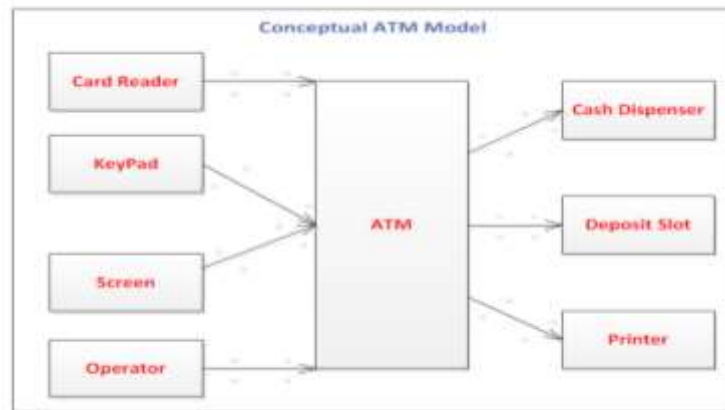 Conceptual ATM Model
Card Reader
KeyPad
Screen
Operator
ATM
Cash Dispenser
Deposit Slot
Printer